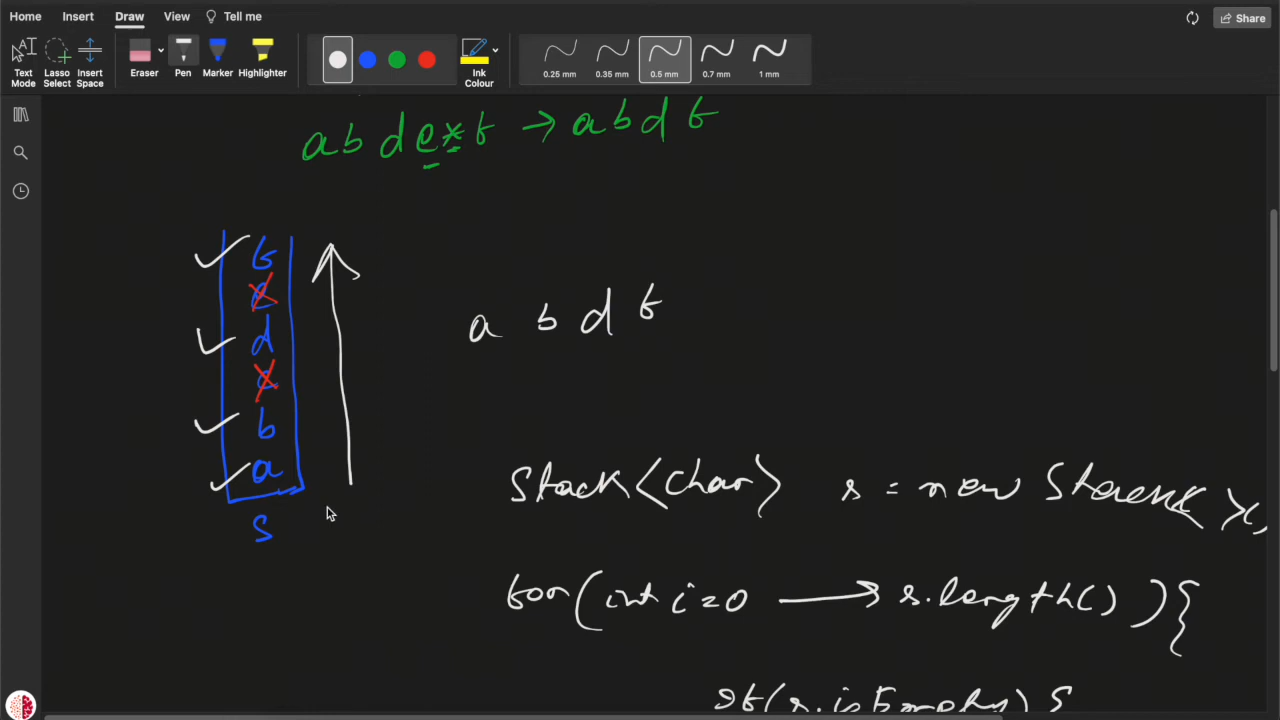 Home Insert Draw View Tell me Share
Text Mode Lasso Select Insert Space Eraser Pen Marker Highlighter Ink Colour 0.25 mm 0.35 mm 0.5 mm 0.7 mm 1 mm
a b d e * f → a b d f
f
e
d
c
b
a
s
a b d f
Stack<char> s = new Stack<>(
for(int i=0 → s.length()){
if(s.isEmpty) {